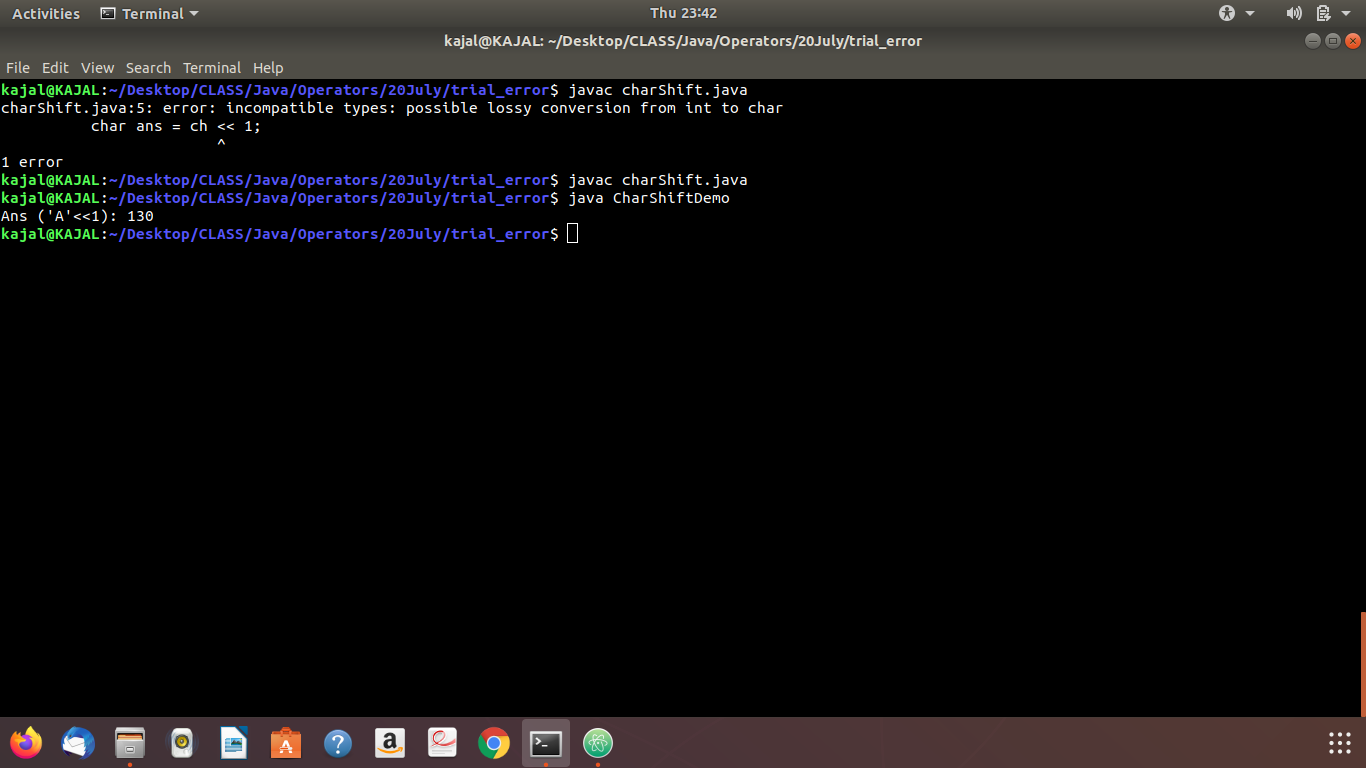 Activities Terminal Thu 23:42
kajal@KAJAL: ~/Desktop/CLASS/Java/Operators/20July/trial_error
File Edit View Search Terminal Help
kajal@KAJAL:~/Desktop/CLASS/Java/Operators/20July/trial_error$ javac charShift.java
charShift.java:5: error: incompatible types: possible lossy conversion from int to char
char ans = ch << 1;
^
1 error
kajal@KAJAL:~/Desktop/CLASS/Java/Operators/20July/trial_error$ javac charShift.java
kajal@KAJAL:~/Desktop/CLASS/Java/Operators/20July/trial_error$ java CharShiftDemo
Ans ('A'<<1): 130
kajal@KAJAL:~/Desktop/CLASS/Java/Operators/20July/trial_error$